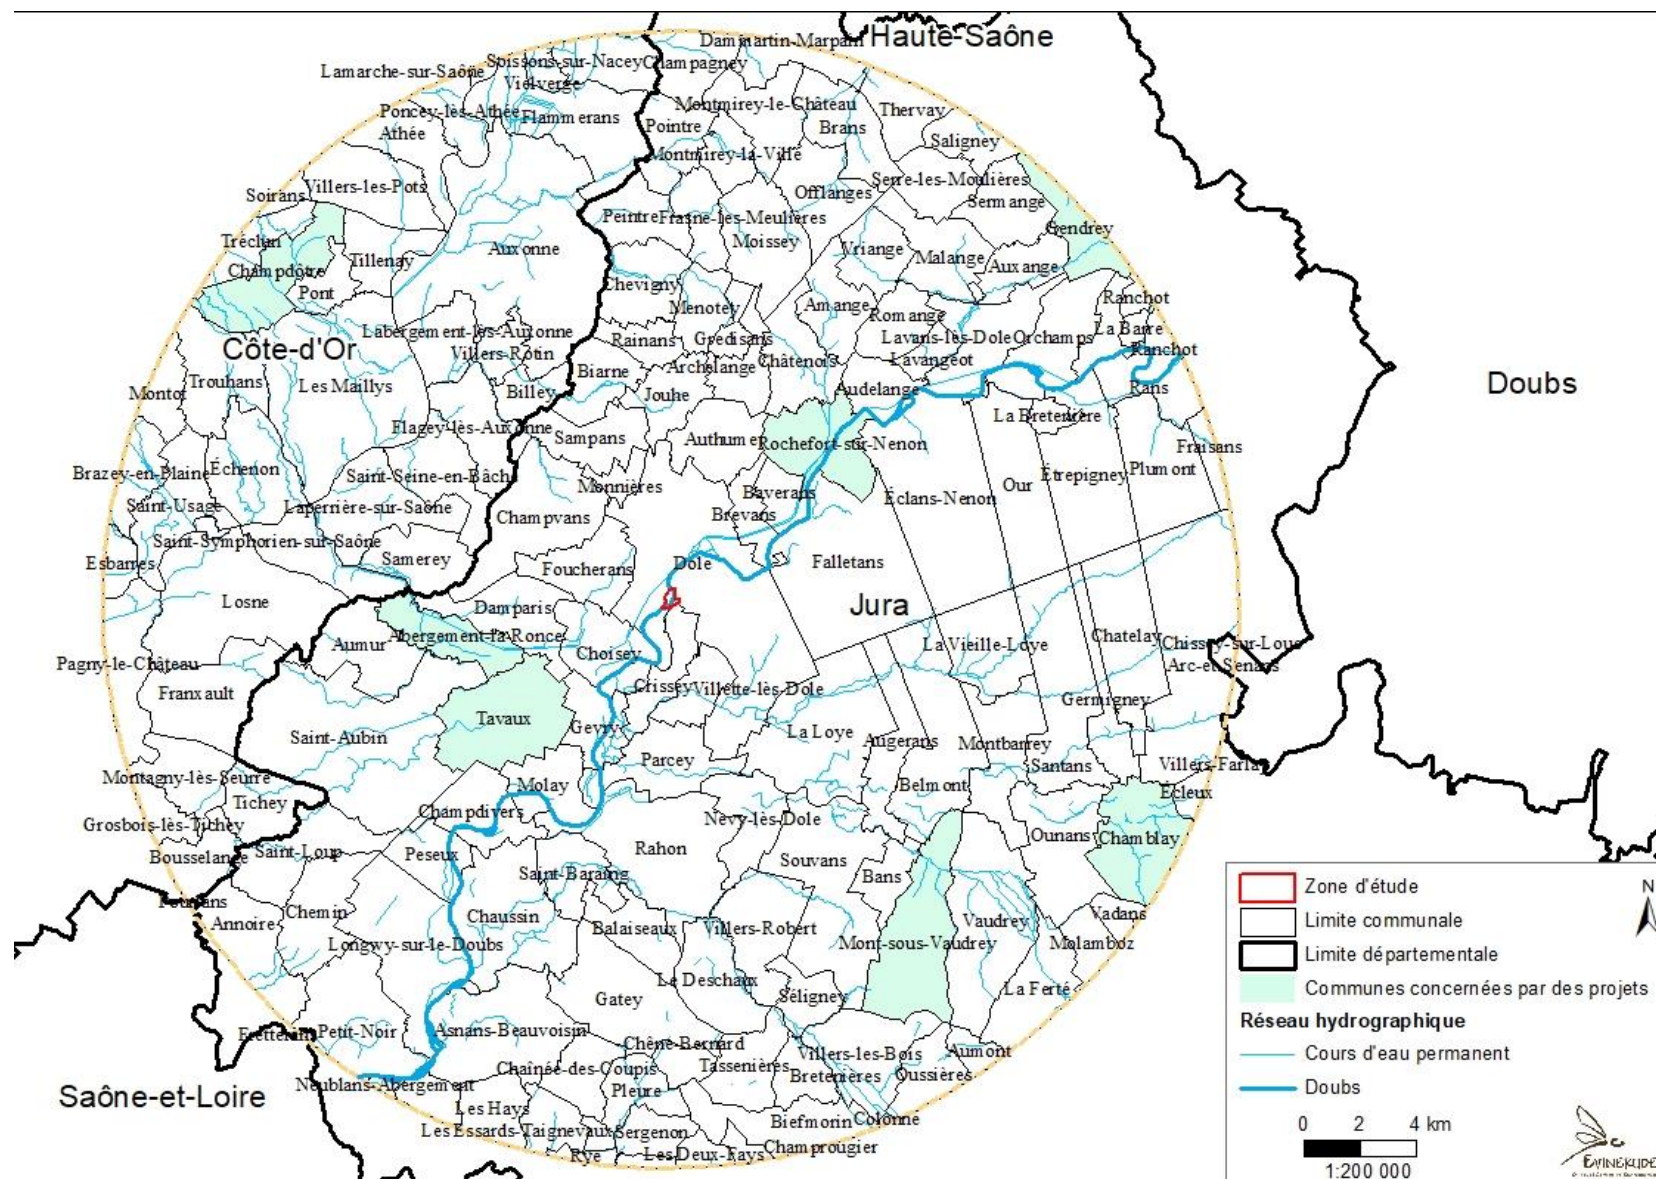 Haute-Saône
Dammartin-Marpain
Soissons-sur-Nacey
Champagney
Lamarche-sur-Saône
Vielverge
Poncey-lès-Athée
Flammerans
Montmirey-le-Château
Thervay
Athée
Pointre
Brans
Saligney
Montmirey-la-Ville
Villers-les-Pots
Offlanges
Serre-les-Moulières
Soirans
Sermange
Peintre
Frasne-les-Meulières
Gendrey
Tréclun
Auxonne
Moissey
Vriange
Malange
Champdôtre
Tillenay
Auxange
Pont
Chevigny
Menotey
Amange
Ranchot
Romange
Labergement-lès-Auxonne
Rainans
Gredisans
Lavans-lès-Dole
Orchamps
La Barre
Côte-d'Or
Villers-Rotin
Châtenois
Lavangeot
Ranchot
Trouhans
Les Maillys
Biarne
Archelange
Doubs
Montot
Billey
Jouhe
Audelange
Rans
Flagey-lès-Auxonne
Sampans
Authume
Rochefort-sur-Nenon
La Bretenière
Fraisans
Brazey-en-Plaine
Échenon
Saint-Seine-en-Bâche
Monnières
Étrepigney
Plumont
Our
Éclans-Nenon
Saint-Usage
Laperrière-sur-Saône
Champvans
Baverans
Brevans
Saint-Symphorien-sur-Saône
Esbarres
Samerey
Foucherans
Dole
Falletans
Losne
Damparis
Jura
Aumur
Abergement-la-Ronce
Choisey
La Vieille-Loye
Chatelay
Chissey-sur-Loue
Pagny-le-Château
Arc-et-Senans
Franxault
Crissey
Villette-lès-Dole
Germigney
Tavaux
Gevry
Saint-Aubin
La Loye
Augerans
Montbarrey
Parcey
Santans
Villers-Farlay
Montagny-lès-Seurre
Molay
Belmont
Écleux
Tichey
Champdivers
Nevy-lès-Dole
Grosbois-lès-Tichey
Ounans
Chamblay
Bousselange
Saint-Loup
Peseux
Rahon
Souvans
Saint-Baraing
Bans
Zone d'étude
N
Pourlans
Annoire
Chemin
Chaussin
Balaiseaux
Villers-Robert
Vaudrey
Vadans
Limite communale
Longwy-sur-le-Doubs
Mont-sous-Vaudrey
Molamboz
Limite départementale
Le Deschaux
Gatey
Séligney
La Ferté
Communes concernées par des projets
Réseau hydrographique
Fretterans
Petit-Noir
Asnans-Beauvoisin
Chêne-Bernard
Villers-les-Bois
Aumont
Cours d'eau permanent
Chaînée-des-Coupis
Tassenières
Bretenières
Oussières
Saône-et-Loire
Neublans-Abergement
Pleure
Doubs
Les Hays
Biefmorin
Colonne
0 2 4 km
Les Essards-Taignevaux
Sergenon
Champrougier
Rye
Les Deux-Fays
1:200 000